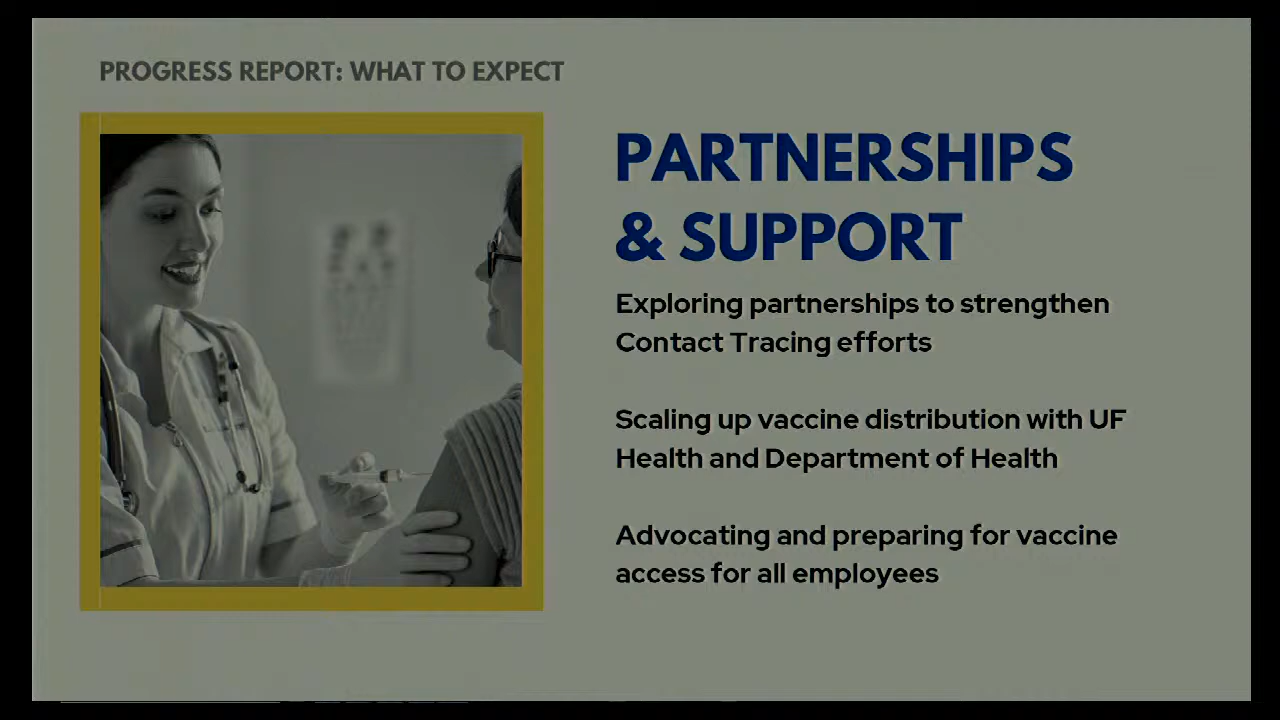 PROGRESS REPORT: WHAT TO EXPECT
PARTNERSHIPS
& SUPPORT
Exploring partnerships to strengthen
Contact Tracing efforts
Scaling up vaccine distribution with UF
Health and Department of Health
Advocating and preparing for vaccine
access for all employees